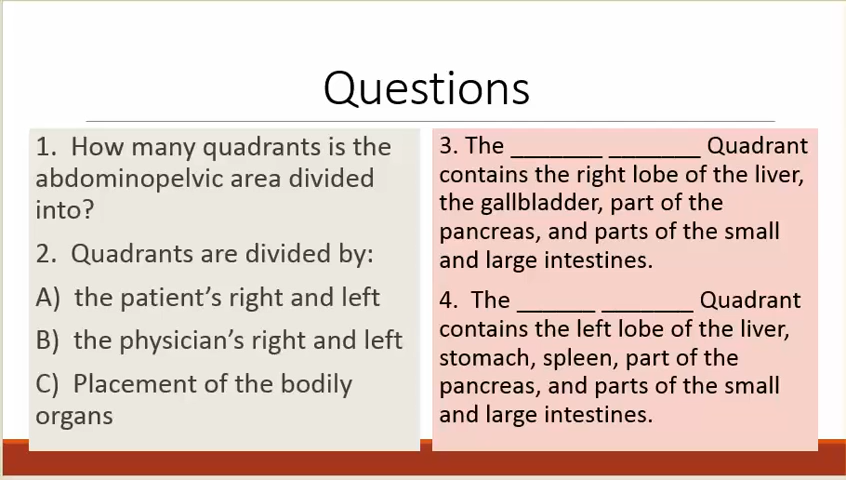 Questions
1. How many quadrants is the
abdominopelvic area divided
into?
2. Quadrants are divided by:
A) the patient’s right and left
B) the physician’s right and left
C) Placement of the bodily
organs
3. The _______ _______ Quadrant
contains the right lobe of the liver,
the gallbladder, part of the
pancreas, and parts of the small
and large intestines.
4. The ______ _______ Quadrant
contains the left lobe of the liver,
stomach, spleen, part of the
pancreas, and parts of the small
and large intestines.